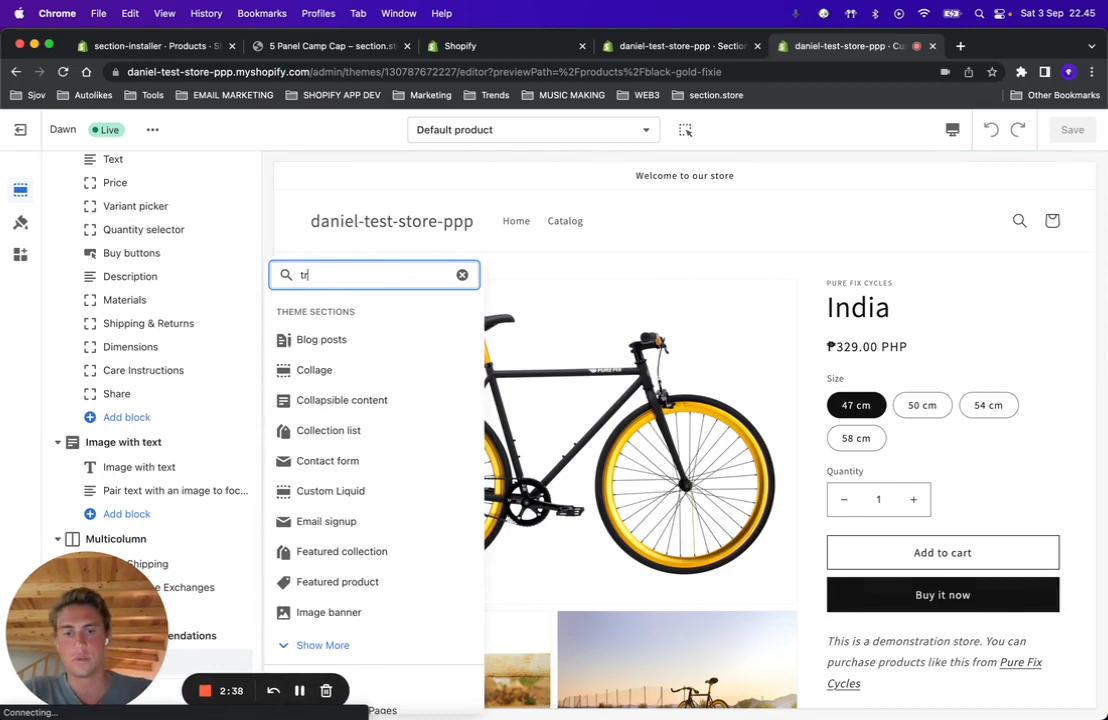 Chrome File Edit View History Bookmarks Profiles Tab Window Help
Sat 3 Sep 22.45
section-installer · Products · S
5 Panel Camp Cap – section.st
Shopify
daniel-test-store-ppp · Section
daniel-test-store-ppp · Cu
daniel-test-store-ppp.myshopify.com/admin/themes/130787672227/editor?previewPath=%2Fproducts%2Fblack-gold-fixie
Sjov Autolikes Tools EMAIL MARKETING SHOPIFY APP DEV Marketing Trends MUSIC MAKING WEB3 section.store Other Bookmarks
Dawn Live
Default product
Save
Text
Price
Variant picker
Quantity selector
Buy buttons
Description
Materials
Shipping & Returns
Dimensions
Care Instructions
Share
Add block
Image with text
Image with text
Pair text with an image to foc...
Add block
Multicolumn
Shipping
e Exchanges
endations
tr
THEME SECTIONS
Blog posts
Collage
Collapsible content
Collection list
Contact form
Custom Liquid
Email signup
Featured collection
Featured product
Image banner
Show More
Pages
2:38
Connecting...
Welcome to our store
daniel-test-store-ppp
Home Catalog
PURE FIX
PURE FIX CYCLES
India
₱329.00 PHP
Size
47 cm 50 cm 54 cm
58 cm
Quantity
− 1 +
Add to cart
Buy it now
This is a demonstration store. You can
purchase products like this from Pure Fix
Cycles